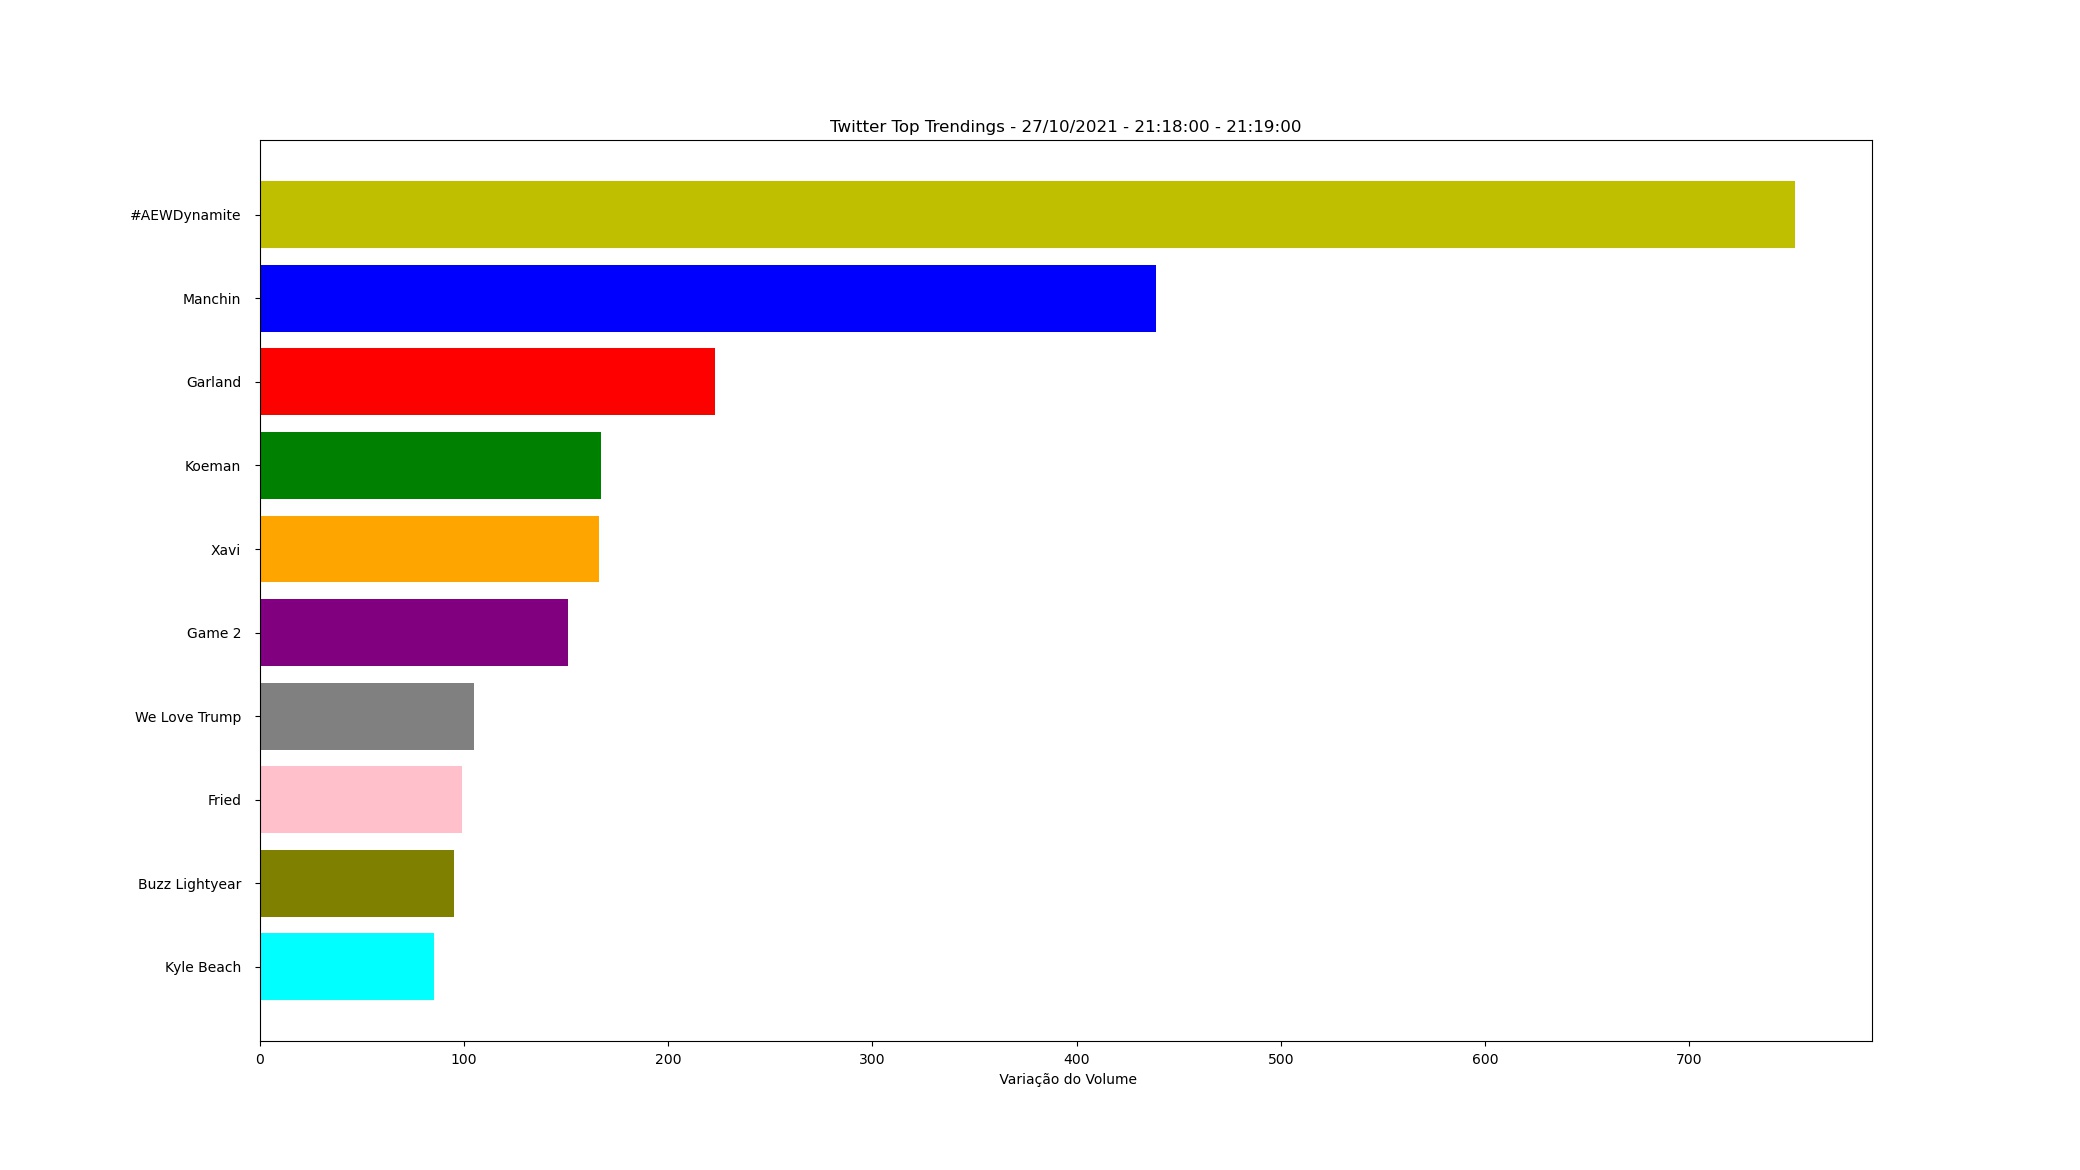 Twitter Top Trendings - 27/10/2021 - 21:18:00 - 21:19:00
#AEWDynamite
Manchin
Garland
Koeman
Xavi
Game 2
We Love Trump
Fried
Buzz Lightyear
Kyle Beach
0 100 200 300 400 500 600 700
Variação do Volume